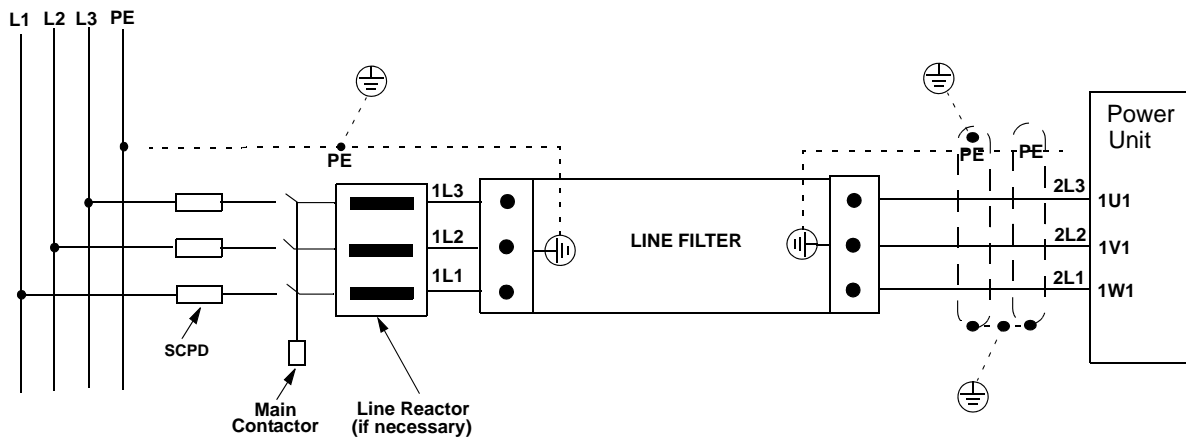 L1 L2 L3 PE
Power
Unit
PE
PE
PE
1L3
2L3
1U1
1L2
LINE FILTER
2L2
1V1
1L1
2L1
1W1
SCPD
Main
Contactor
Line Reactor
(if necessary)